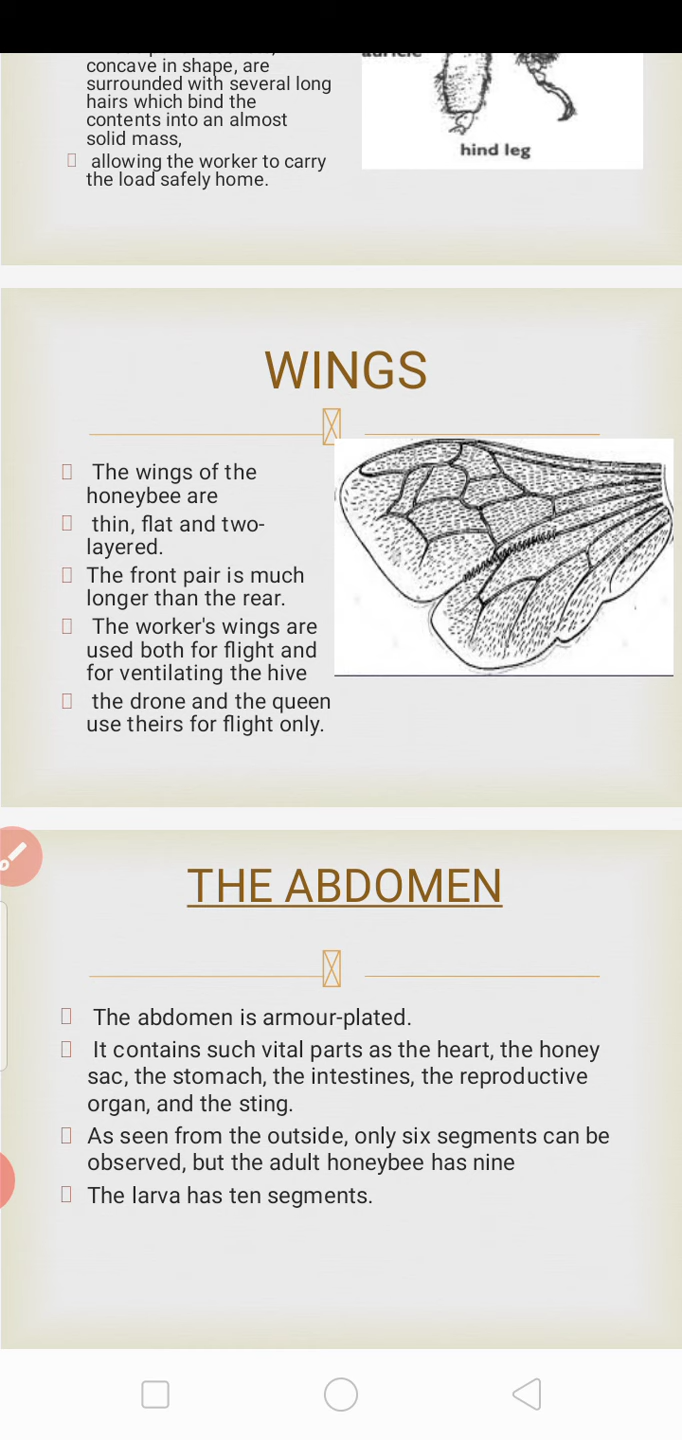 concave in shape, are
surrounded with several long
hairs which bind the
contents into an almost
solid mass,
allowing the worker to carry
the load safely home.
auricle
hind leg
WINGS
The wings of the
honeybee are
thin, flat and two-
layered.
The front pair is much
longer than the rear.
The worker's wings are
used both for flight and
for ventilating the hive
the drone and the queen
use theirs for flight only.
THE ABDOMEN
The abdomen is armour-plated.
It contains such vital parts as the heart, the honey
sac, the stomach, the intestines, the reproductive
organ, and the sting.
As seen from the outside, only six segments can be
observed, but the adult honeybee has nine
The larva has ten segments.